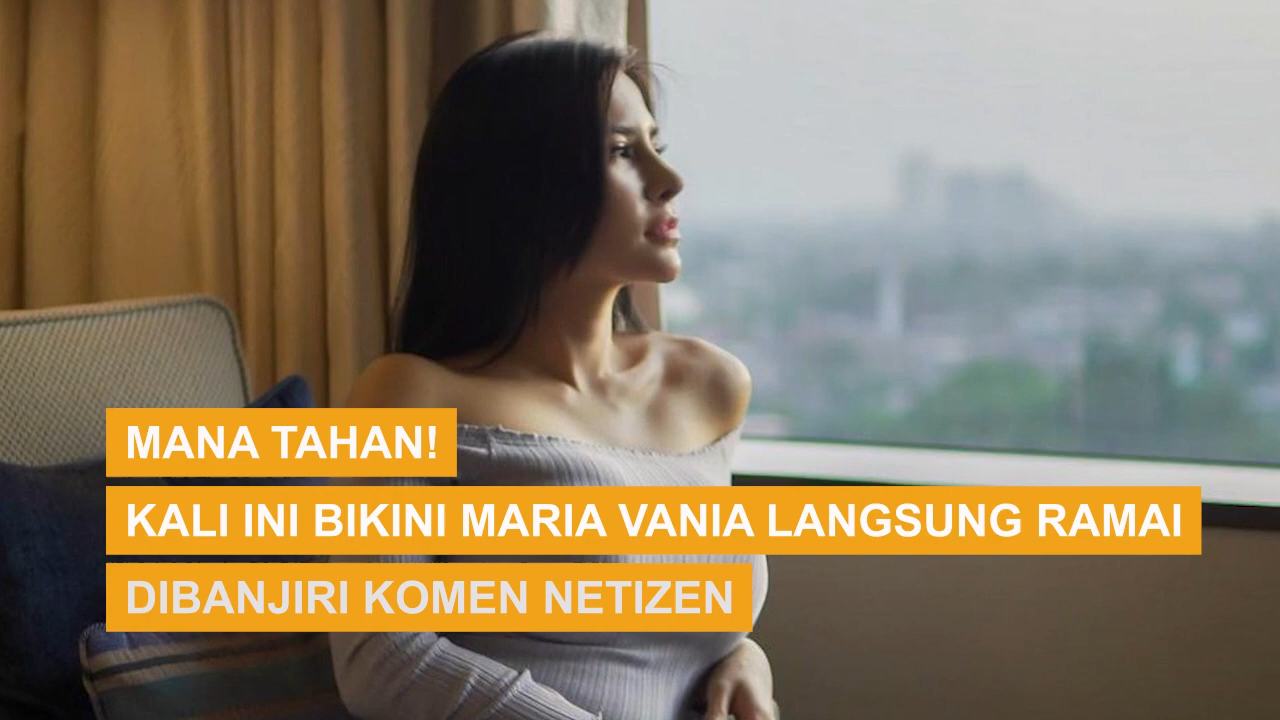 MANA TAHAN!
KALI INI BIKINI MARIA VANIA LANGSUNG RAMAI
DIBANJIRI KOMEN NETIZEN